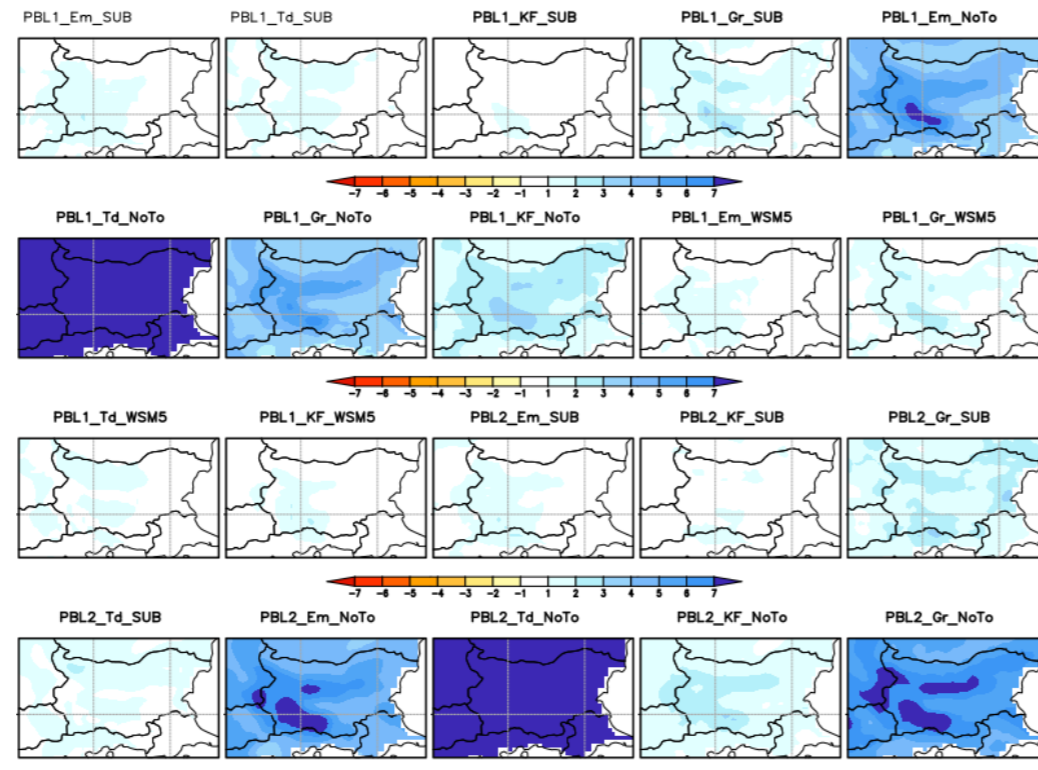 PBL1_Em_SUB PBL1_Td_SUB PBL1_KF_SUB PBL1_Gr_SUB PBL1_Em_NoTo
-7 -6 -5 -4 -3 -2 -1 1 2 3 4 5 6 7
PBL1_Td_NoTo PBL1_Gr_NoTo PBL1_KF_NoTo PBL1_Em_WSM5 PBL1_Gr_WSM5
-7 -6 -5 -4 -3 -2 -1 1 2 3 4 5 6 7
PBL1_Td_WSM5 PBL1_KF_WSM5 PBL2_Em_SUB PBL2_KF_SUB PBL2_Gr_SUB
-7 -6 -5 -4 -3 -2 -1 1 2 3 4 5 6 7
PBL2_Td_SUB PBL2_Em_NoTo PBL2_Td_NoTo PBL2_KF_NoTo PBL2_Gr_NoTo